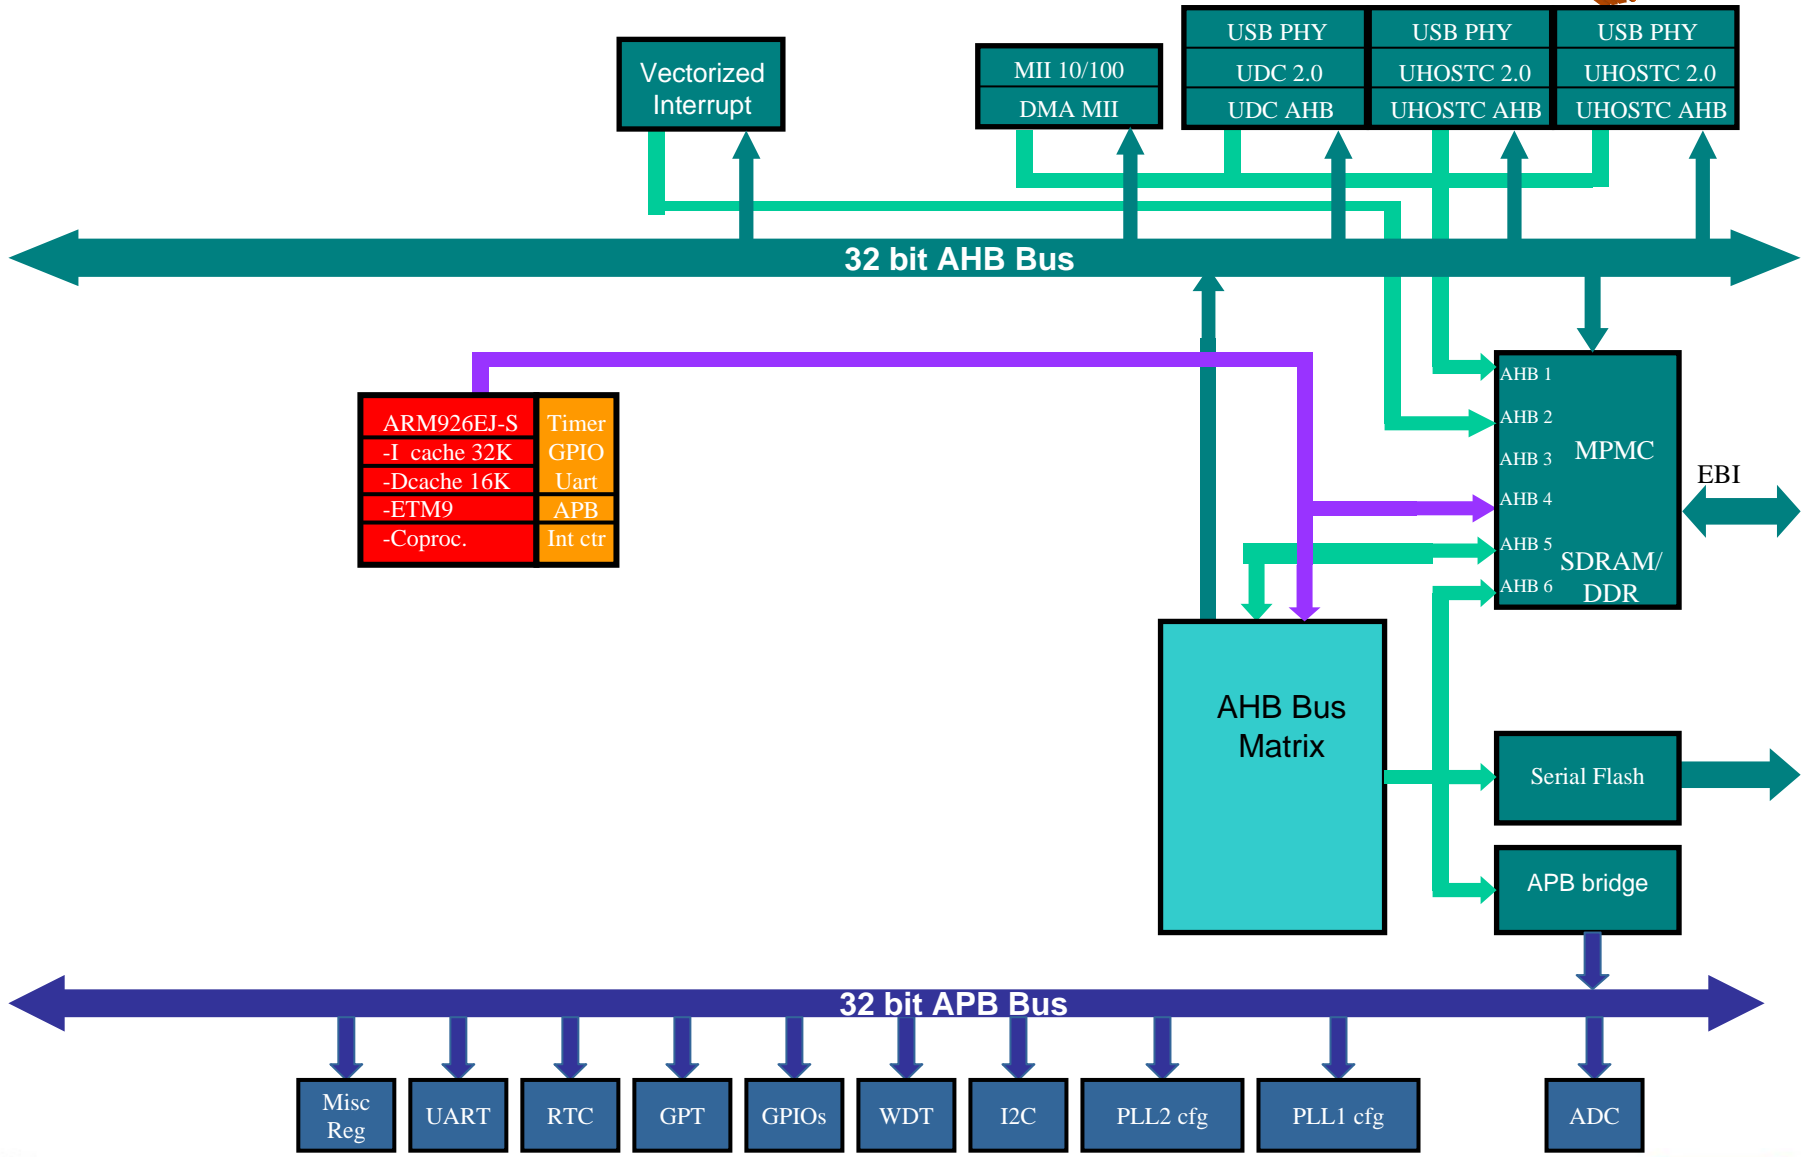 USB PHY
USB PHY
USB PHY
Vectorized
Interrupt
MII 10/100
UDC 2.0
UHOSTC 2.0
UHOSTC 2.0
DMA MII
UDC AHB
UHOSTC AHB
UHOSTC AHB
32 bit AHB Bus
ARM926EJ-S
-I cache 32K
-Dcache 16K
-ETM9
-Coproc.
Timer
GPIO
Uart
APB
Int ctr
AHB 1
AHB 2
AHB 3
AHB 4
AHB 5
AHB 6
MPMC
SDRAM/
DDR
EBI
AHB Bus
Matrix
Serial Flash
APB bridge
32 bit APB Bus
Misc
Reg
UART
RTC
GPT
GPIOs
WDT
I2C
PLL2 cfg
PLL1 cfg
ADC